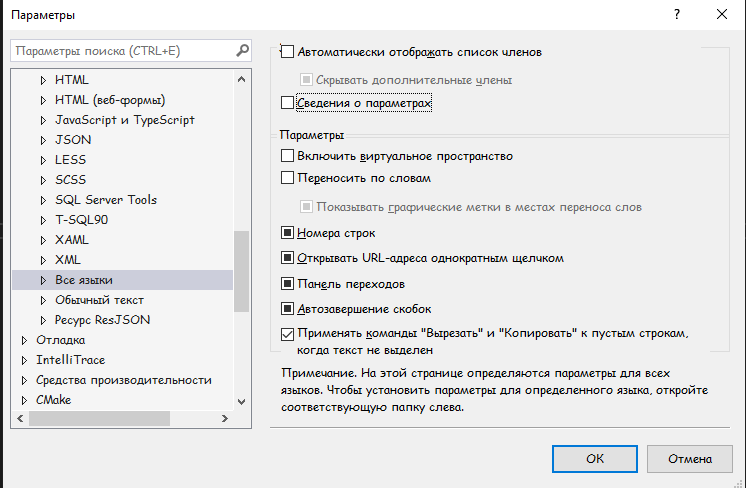 Параметры
Параметры поиска (CTRL+E)
HTML
HTML (веб-формы)
JavaScript и TypeScript
JSON
LESS
SCSS
SQL Server Tools
T-SQL90
XAML
XML
Все языки
Обычный текст
Ресурс ResJSON
Отладка
IntelliTrace
Средства производительности
CMake
Автоматически отображать список членов
Скрывать дополнительные члены
Сведения о параметрах
Параметры
Включить виртуальное пространство
Переносить по словам
Показывать графические метки в местах переноса слов
Номера строк
Открывать URL-адреса однократным щелчком
Панель переходов
Автозавершение скобок
Применять команды "Вырезать" и "Копировать" к пустым строкам,
когда текст не выделен
Примечание. На этой странице определяются параметры для всех
языков. Чтобы установить параметры для определенного языка, откройте
соответствующую папку слева.
ОК
Отмена